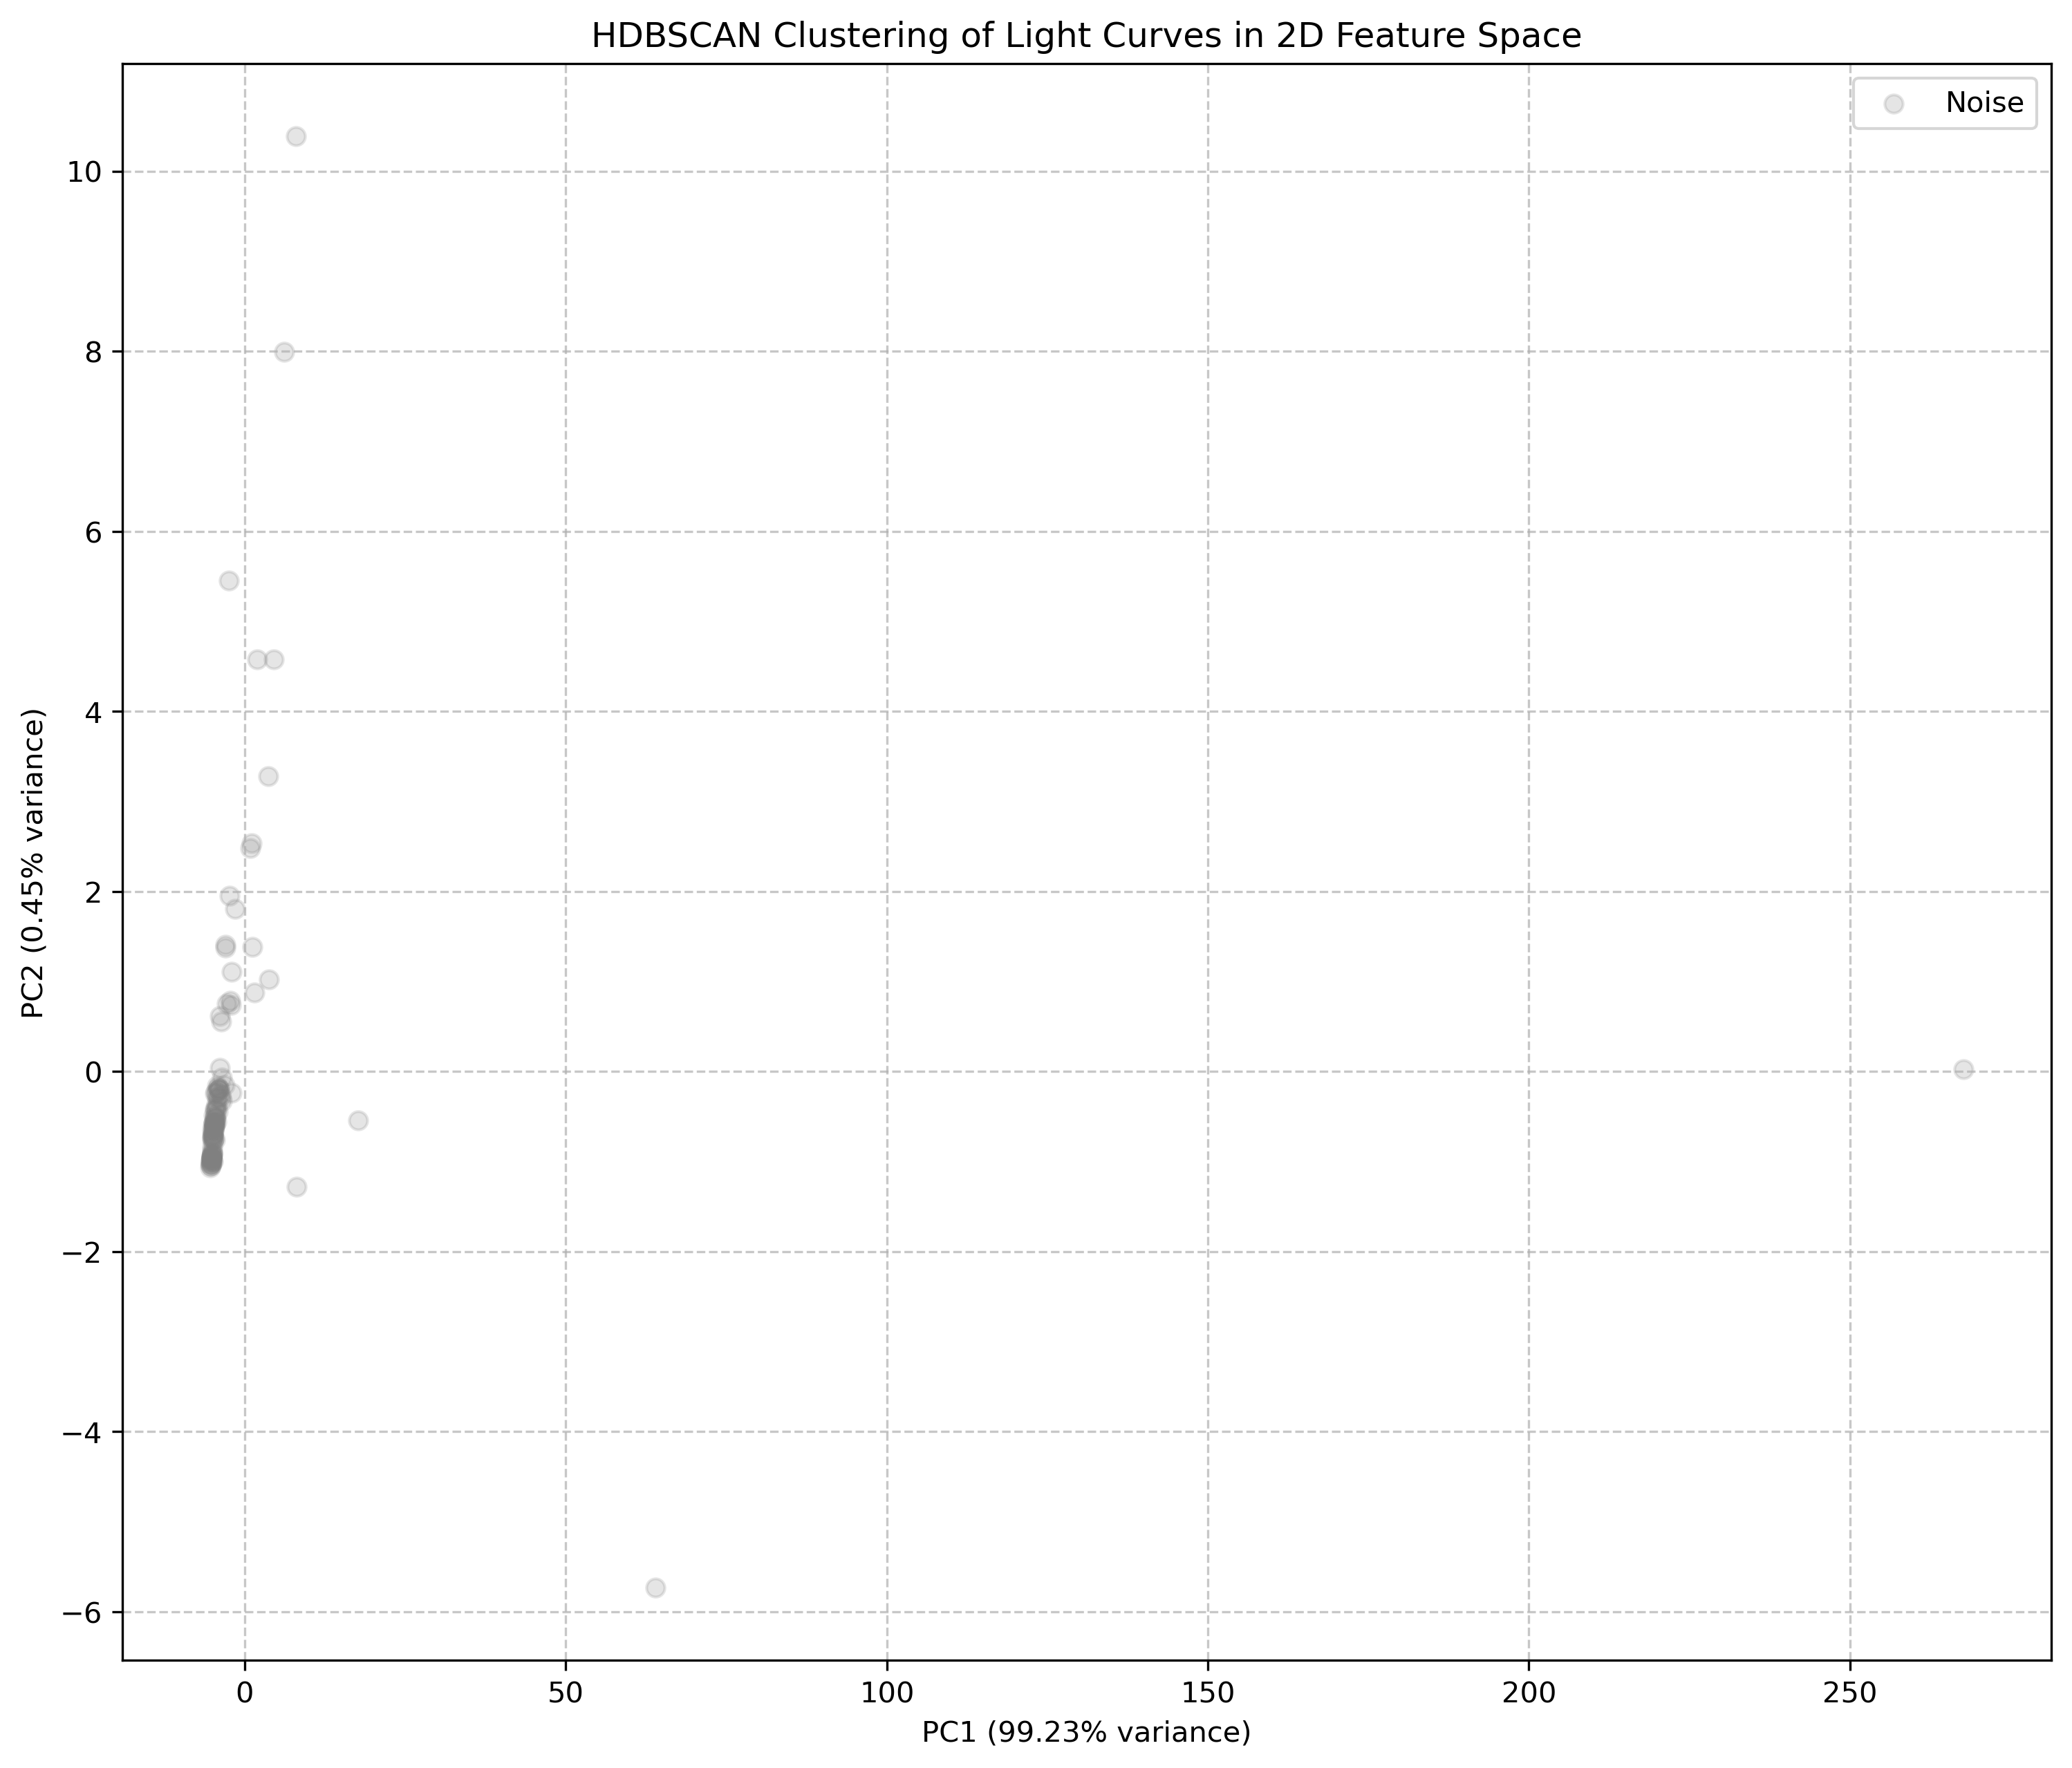 HDBSCAN Clustering of Light Curves in 2D Feature Space
Noise
10
8
6
4
2
0
−2
−4
−6
PC2 (0.45% variance)
0 50 100 150 200 250
PC1 (99.23% variance)